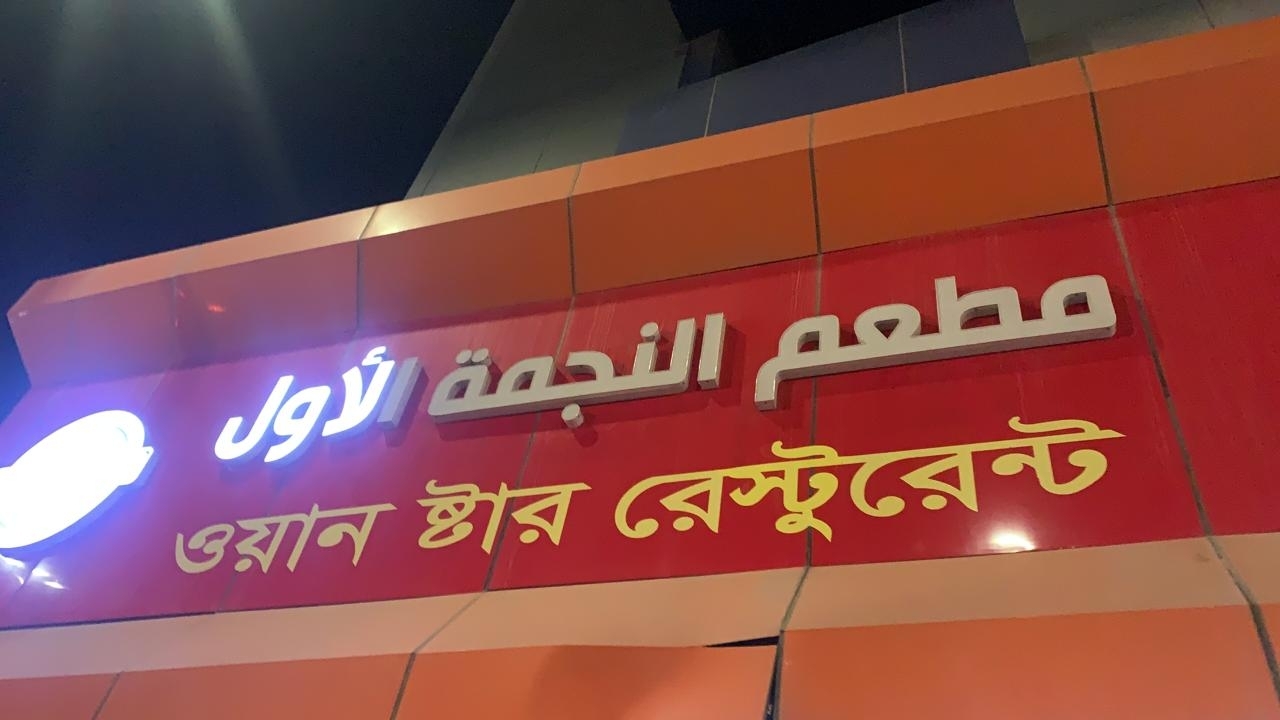 مطعم النجمة الأول
ওয়ান ষ্টার রেস্টুরেন্ট